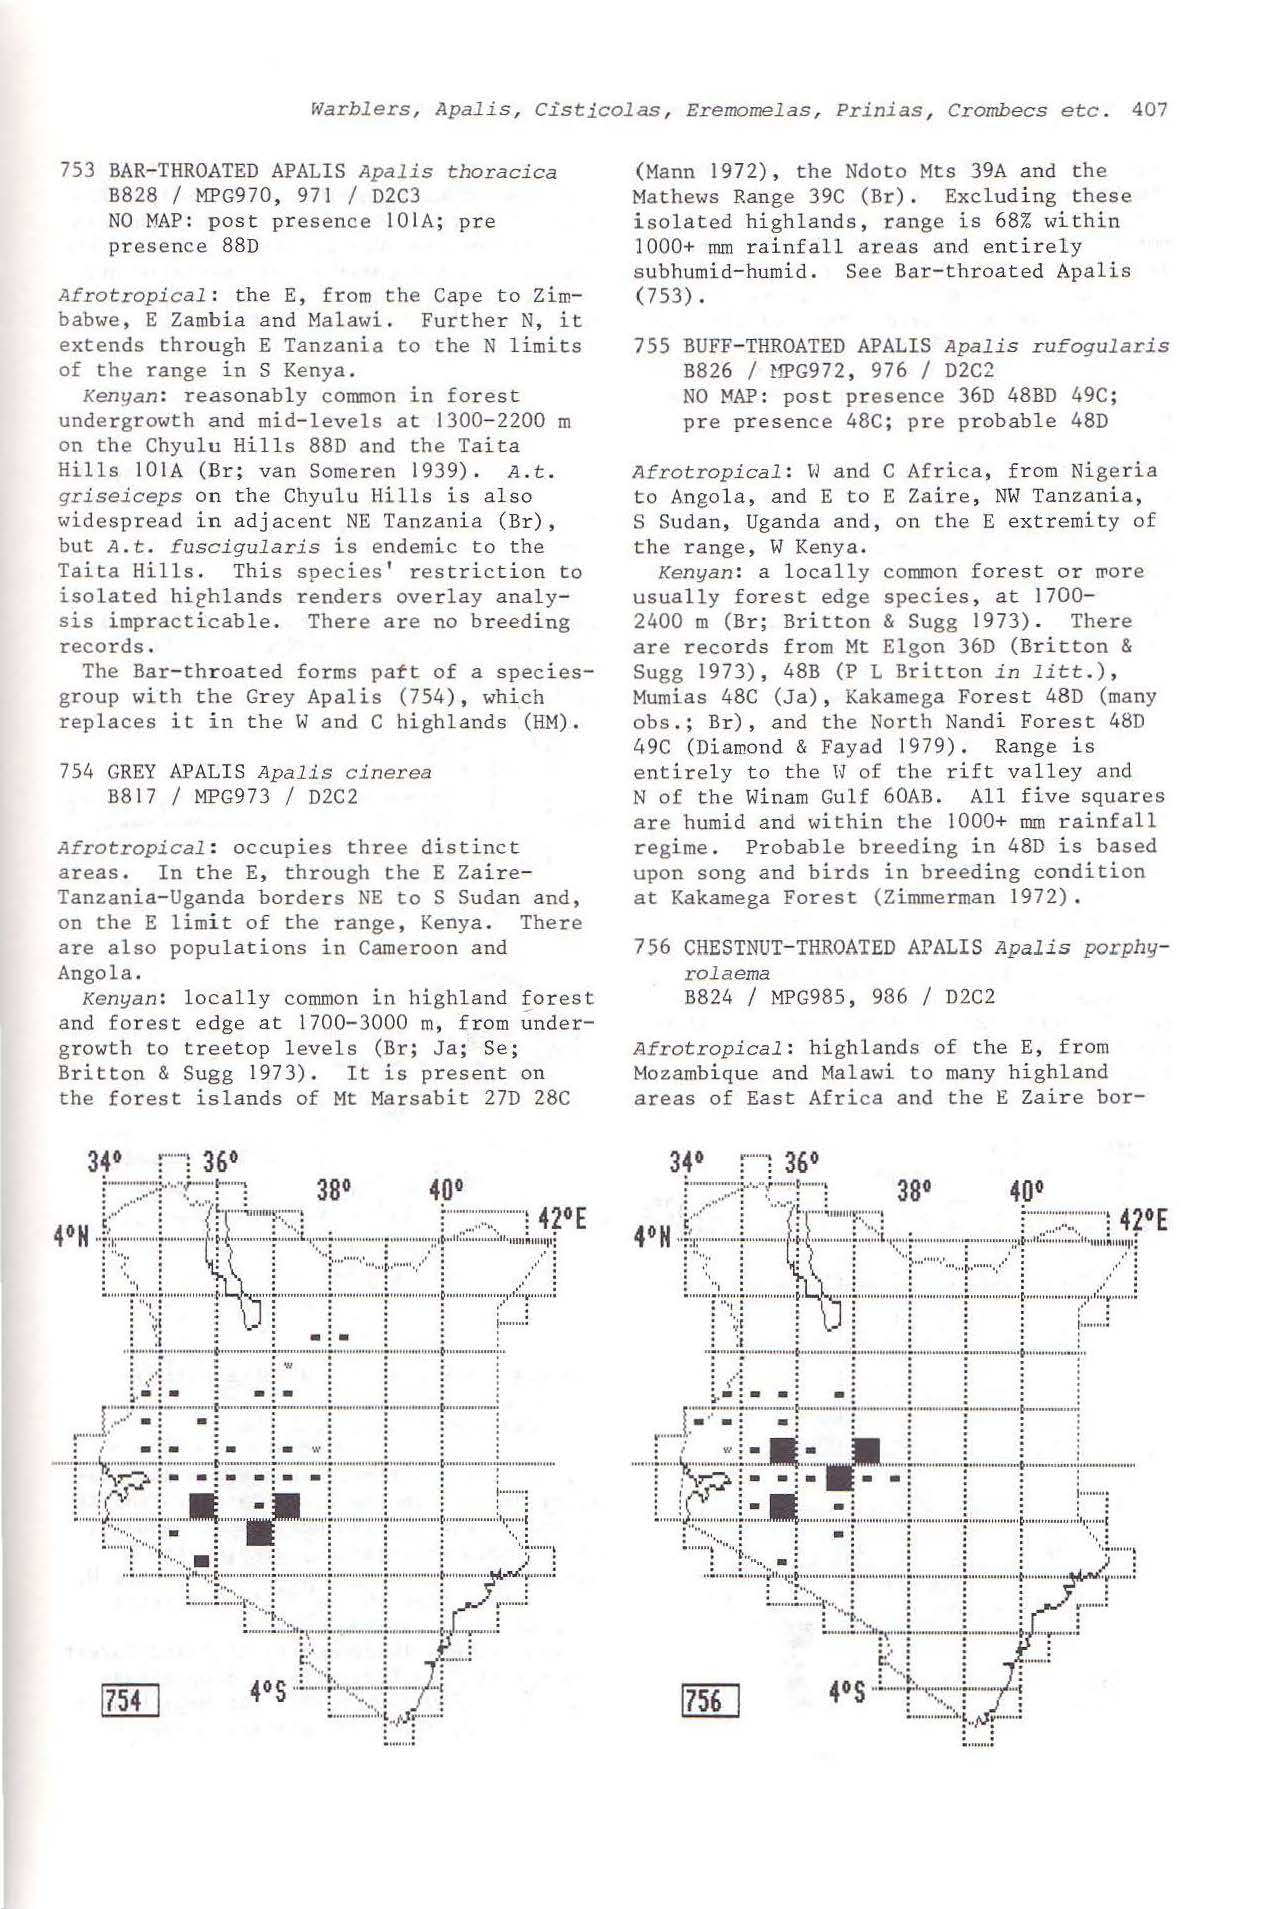 Warblers, Apalis, Cisticolas, Eremomelas, Prinias, Crombecs etc. 407
753 BAR-THROATED APALIS Apalis thoracica
B828 / MPG970, 971 / D2C3
NO MAP: post presence 101A; pre
presence 88D
Afrotropical: the E, from the Cape to Zim-
babwe, E Zambia and Malawi. Further N, it
extends through E Tanzania to the N limits
of the range in S Kenya.
Kenyan: reasonably common in forest
undergrowth and mid-levels at 1300-2200 m
on the Chyulu Hills 88D and the Taita
Hills 101A (Br; van Someren 1939). A.t.
griseiceps on the Chyulu Hills is also
widespread in adjacent NE Tanzania (Br),
but A.t. fuscigularis is endemic to the
Taita Hills. This species' restriction to
isolated highlands renders overlay analy-
sis impracticable. There are no breeding
records.
The Bar-throated forms part of a species-
group with the Grey Apalis (754), which
replaces it in the W and C highlands (HM).
754 GREY APALIS Apalis cinerea
B817 / MPG973 / D2C2
Afrotropical: occupies three distinct
areas. In the E, through the E Zaire-
Tanzania-Uganda borders NE to S Sudan and,
on the E limit of the range, Kenya. There
are also populations in Cameroon and
Angola.
Kenyan: locally common in highland forest
and forest edge at 1700-3000 m, from under-
growth to treetop levels (Br; Ja; Se;
Britton & Sugg 1973). It is present on
the forest islands of Mt Marsabit 27D 28C
(Mann 1972), the Ndoto Mts 39A and the
Mathews Range 39C (Br). Excluding these
isolated highlands, range is 68% within
1000+ mm rainfall areas and entirely
subhumid-humid. See Bar-throated Apalis
(753).
755 BUFF-THROATED APALIS Apalis rufogularis
B826 / MPG972, 976 / D2C2
NO MAP: post presence 36D 48BD 49C;
pre presence 48C; pre probable 48D
Afrotropical: W and C Africa, from Nigeria
to Angola, and E to E Zaire, NW Tanzania,
S Sudan, Uganda and, on the E extremity of
the range, W Kenya.
Kenyan: a locally common forest or more
usually forest edge species, at 1700-
2400 m (Br; Britton & Sugg 1973). There
are records from Mt Elgon 36D (Britton &
Sugg 1973), 48B (P L Britton in litt.),
Mumias 48C (Ja), Kakamega Forest 48D (many
obs.; Br), and the North Nandi Forest 48D
49C (Diamond & Fayad 1979). Range is
entirely to the W of the rift valley and
N of the Winam Gulf 60AB. All five squares
are humid and within the 1000+ mm rainfall
regime. Probable breeding in 48D is based
upon song and birds in breeding condition
at Kakamega Forest (Zimmerman 1972).
756 CHESTNUT-THROATED APALIS Apalis porphy-
rolaema
B824 / MPG985, 986 / D2C2
Afrotropical: highlands of the E, from
Mozambique and Malawi to many highland
areas of East Africa and the E Zaire bor-
34° 36°
38° 40°
42°E
4°N
w
w
4°S
754
34° 36°
38° 40°
42°E
4°N
w
4°S
756